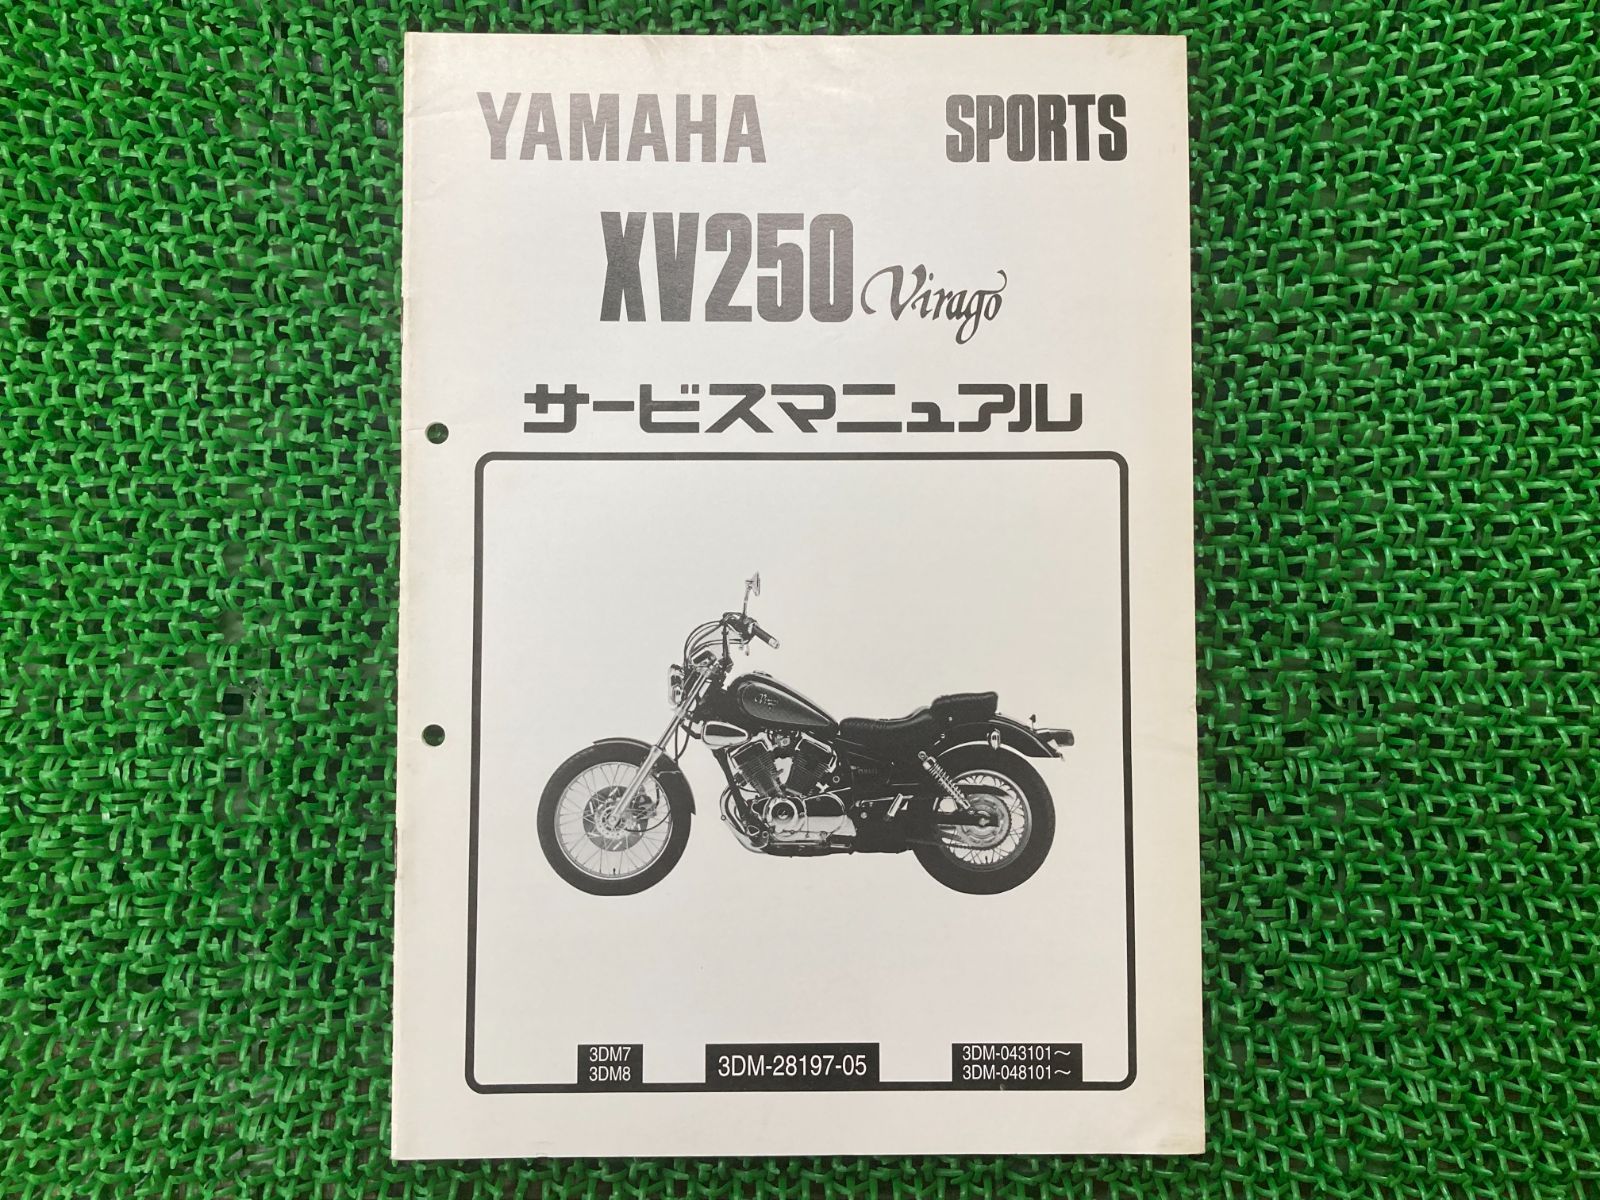 YAMAHA SPORTS
XV250 Virago
サービスマニュアル
Virago
3DM7
3DM8
3DM-28197-05
3DM-043101～
3DM-048101～